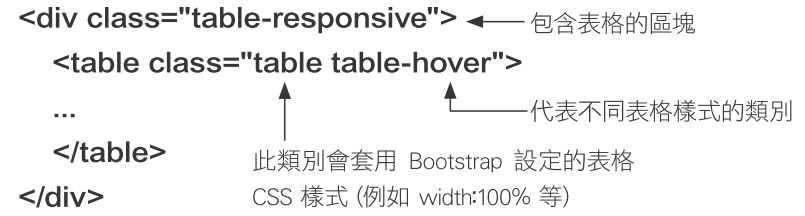 <div class="table-responsive"> 包含表格的區塊
<table class="table table-hover">
... 代表不同表格樣式的類別
</table> 此類別會套用 Bootstrap 設定的表格
</div> CSS 樣式 (例如 width:100% 等)